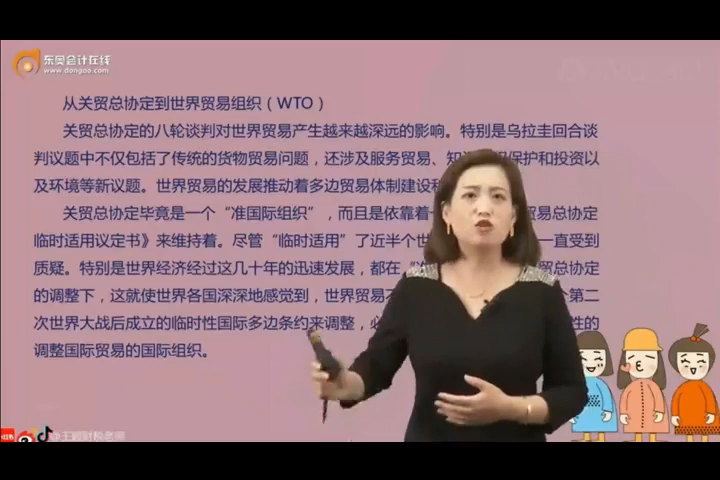 东奥会计在线
www.dongao.com
从关贸总协定到世界贸易组织（WTO）
关贸总协定的八轮谈判对世界贸易产生越来越深远的影响。特别是乌拉圭回合谈
判议题中不仅包括了传统的货物贸易问题，还涉及服务贸易、知 保护和投资以
及环境等新议题。世界贸易的发展推动着多边贸易体制建设
关贸总协定毕竟是一个“准国际组织”，而且是依靠着 贸易总协定
临时适用议定书》来维持着。尽管“临时适用”了近半个世 一直受到
质疑。特别是世界经济经过这几十年的迅速发展，都在 贸总协定
的调整下，这就使世界各国深深地感觉到，世界贸易 个第二
次世界大战后成立的临时性国际多边条约来调整， 性的
调整国际贸易的国际组织。